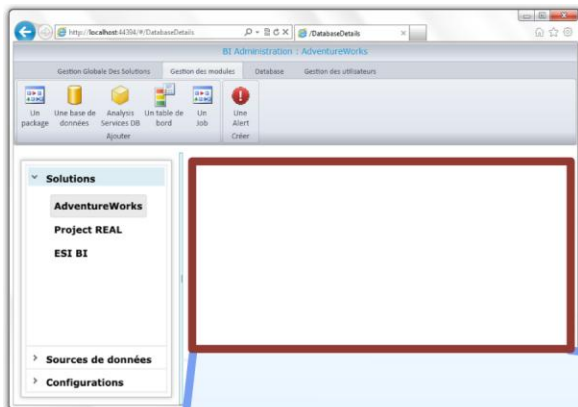 http://localhost:44304/#/DatabaseDetails
/DatabaseDetails
BI Administration : AdventureWorks
Gestion Globale Des Solutions Gestion des modules Database Gestion des utilisateurs
Un package
Une base de données
Analysis Services DB
Un table de bord
Un Job
Une Alert
Ajouter
Créer
Solutions
AdventureWorks
Project REAL
ESI BI
Sources de données
Configurations